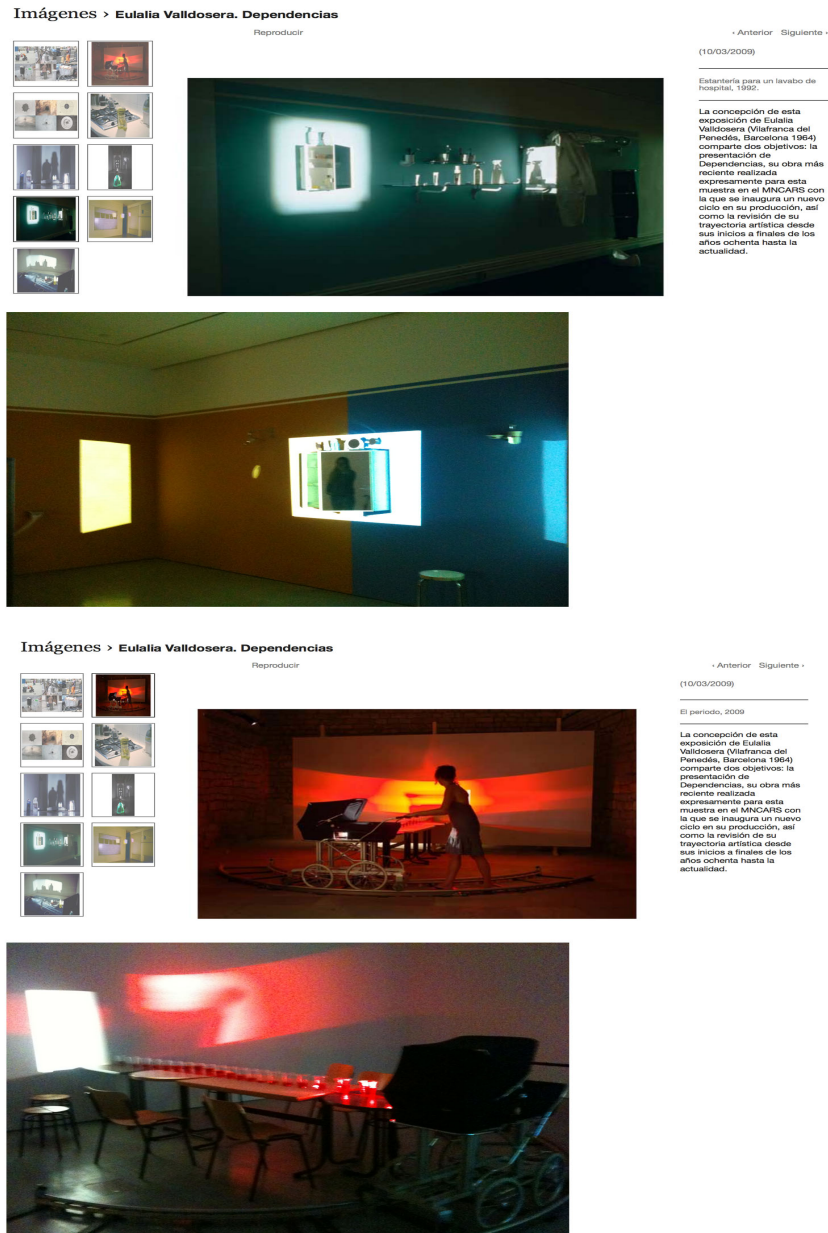 Imágenes > Eulalia Valldosera. Dependencias
Reproducir
‹ Anterior Siguiente ›
(10/03/2009)
Estantería para un lavabo de
hospital, 1992.
La concepción de esta
exposición de Eulalia
Valldosera (Vilafranca del
Penedés, Barcelona 1964)
comparte dos objetivos: la
presentación de
Dependencias, su obra más
reciente realizada
expresamente para esta
muestra en el MNCARS con
la que se inaugura un nuevo
ciclo en su producción, así
como la revisión de su
trayectoria artística desde
sus inicios a finales de los
años ochenta hasta la
actualidad.
Imágenes > Eulalia Valldosera. Dependencias
Reproducir
‹ Anterior Siguiente ›
(10/03/2009)
El periodo, 2009
La concepción de esta
exposición de Eulalia
Valldosera (Vilafranca del
Penedés, Barcelona 1964)
comparte dos objetivos: la
presentación de
Dependencias, su obra más
reciente realizada
expresamente para esta
muestra en el MNCARS con
la que se inaugura un nuevo
ciclo en su producción, así
como la revisión de su
trayectoria artística desde
sus inicios a finales de los
años ochenta hasta la
actualidad.